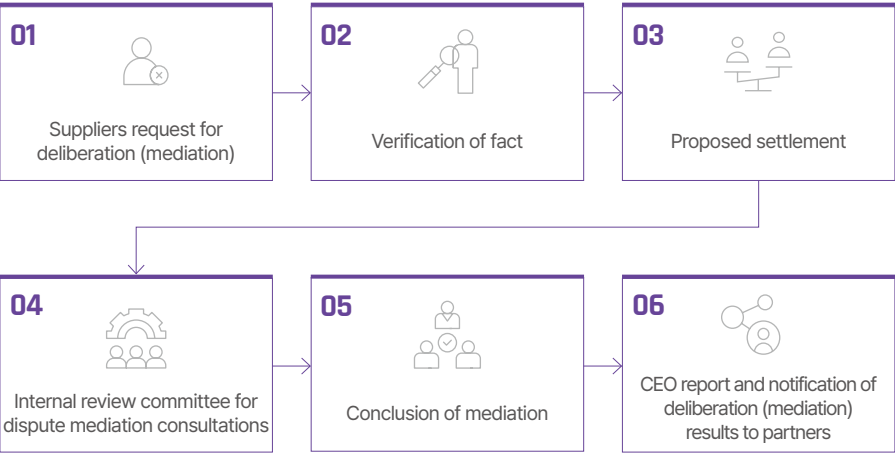 01
Suppliers request for
deliberation (mediation)
02
Verification of fact
03
Proposed settlement
04
Internal review committee for
dispute mediation consultations
05
Conclusion of mediation
06
CEO report and notification of
deliberation (mediation)
results to partners